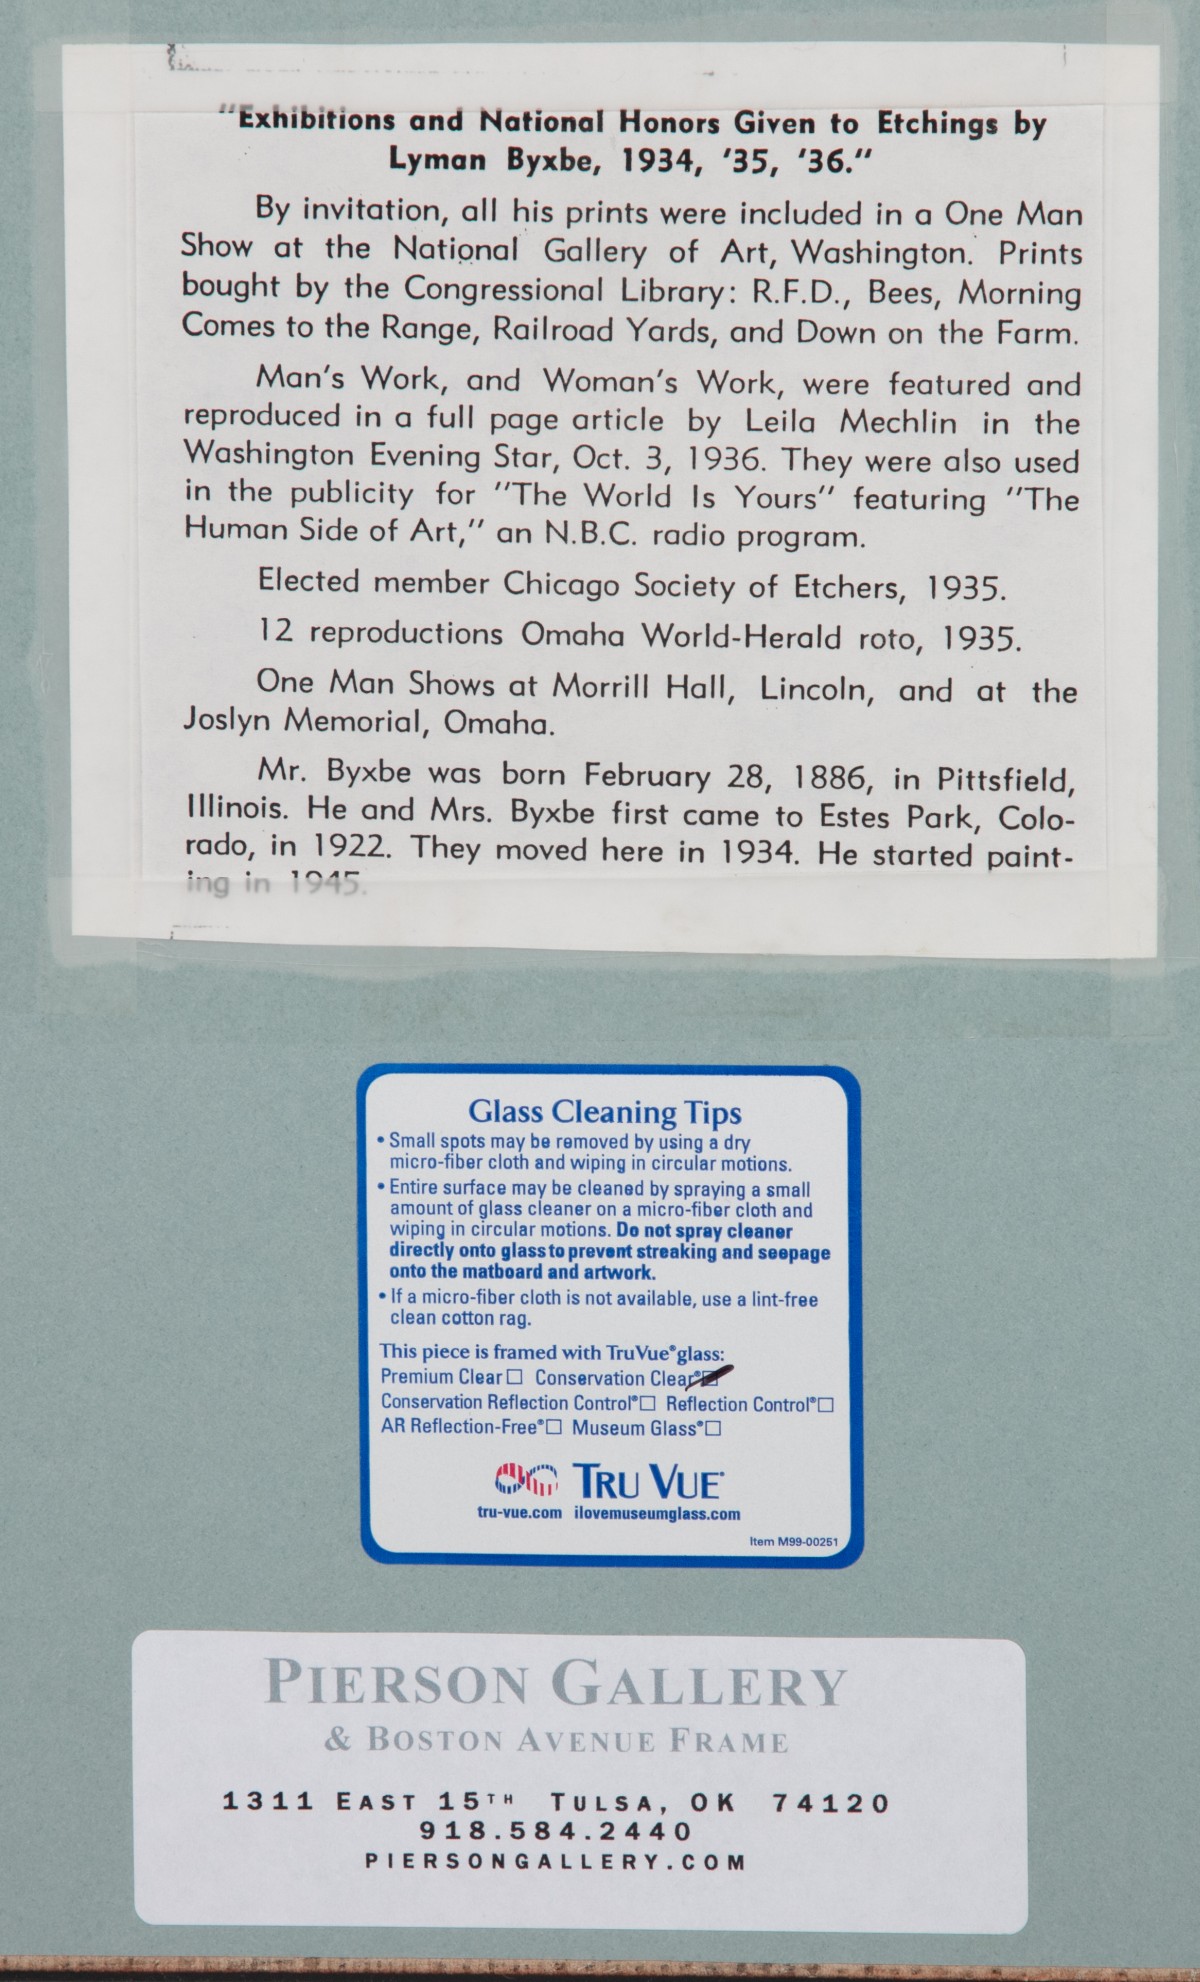 "Exhibitions and National Honors Given to Etchings by
Lyman Byxbe, 1934, '35, '36."
By invitation, all his prints were included in a One Man
Show at the National Gallery of Art, Washington. Prints
bought by the Congressional Library: R.F.D., Bees, Morning
Comes to the Range, Railroad Yards, and Down on the Farm.
Man's Work, and Woman's Work, were featured and
reproduced in a full page article by Leila Mechlin in the
Washington Evening Star, Oct. 3, 1936. They were also used
in the publicity for "The World Is Yours" featuring "The
Human Side of Art," an N.B.C. radio program.
Elected member Chicago Society of Etchers, 1935.
12 reproductions Omaha World-Herald roto, 1935.
One Man Shows at Morrill Hall, Lincoln, and at the
Joslyn Memorial, Omaha.
Mr. Byxbe was born February 28, 1886, in Pittsfield,
Illinois. He and Mrs. Byxbe first came to Estes Park, Colo-
rado, in 1922. They moved here in 1934. He started paint-
ing in 1945.
Glass Cleaning Tips
• Small spots may be removed by using a dry
micro-fiber cloth and wiping in circular motions.
• Entire surface may be cleaned by spraying a small
amount of glass cleaner on a micro-fiber cloth and
wiping in circular motions. Do not spray cleaner
directly onto glass to prevent streaking and seepage
onto the matboard and artwork.
• If a micro-fiber cloth is not available, use a lint-free
clean cotton rag.
This piece is framed with Tru Vue® glass:
Premium Clear☐ Conservation Clear®☑
Conservation Reflection Control®☐ Reflection Control®☐
AR Reflection-Free®☐ Museum Glass®☐
TRU VUE®
tru-vue.com ilovemuseumglass.com
Item M99-00251
PIERSON GALLERY
& BOSTON AVENUE FRAME
1311 EAST 15TH TULSA, OK 74120
918.584.2440
PIERSONGALLERY.COM